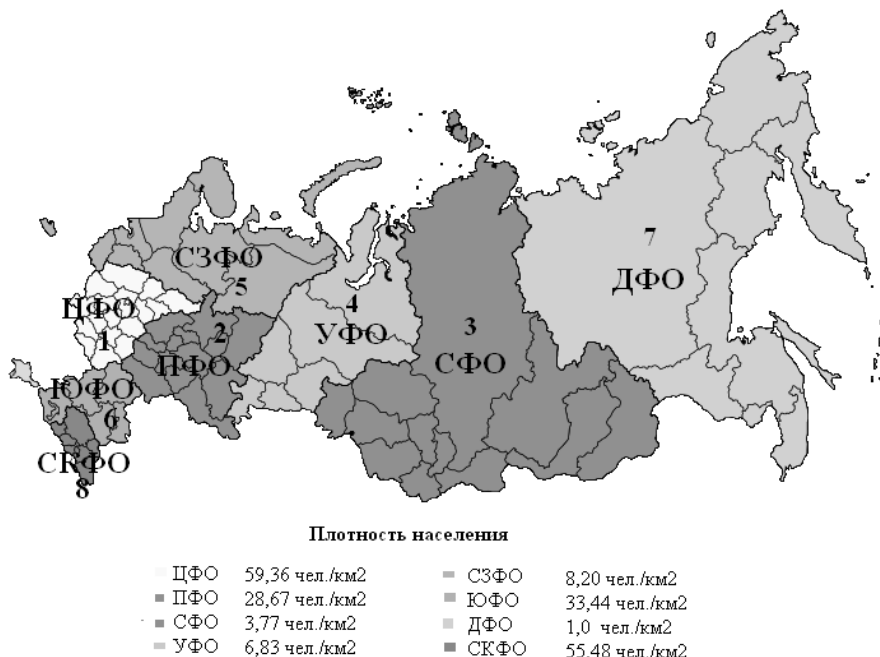 7
ДФО
СЗФО
5
ЦФО
1
4
УФО
3
СФО
2
ПФО
ЮФО
6
СКФО
8
Плотность населения
ЦФО 59,36 чел./км2
ПФО 28,67 чел./км2
СФО 3,77 чел./км2
УФО 6,83 чел./км2
СЗФО 8,20 чел./км2
ЮФО 33,44 чел./км2
ДФО 1,0 чел./км2
СКФО 55,48 чел./км2